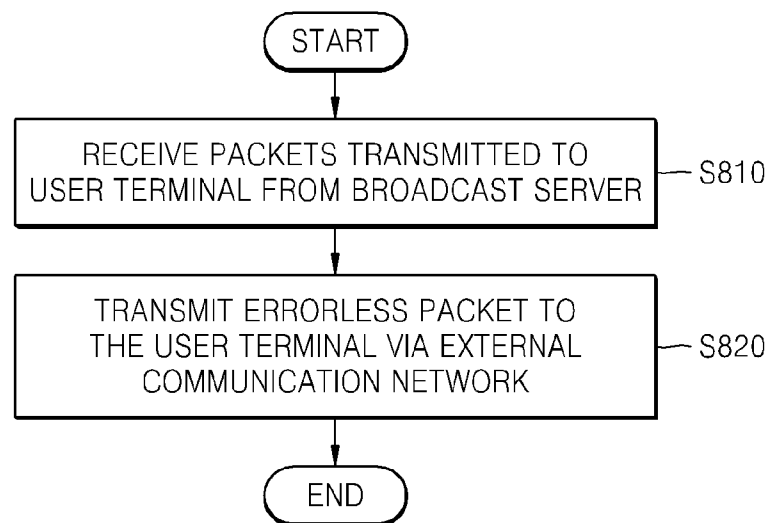 START
RECEIVE PACKETS TRANSMITTED TO
USER TERMINAL FROM BROADCAST SERVER
S810
TRANSMIT ERRORLESS PACKET TO
THE USER TERMINAL VIA EXTERNAL
COMMUNICATION NETWORK
S820
END